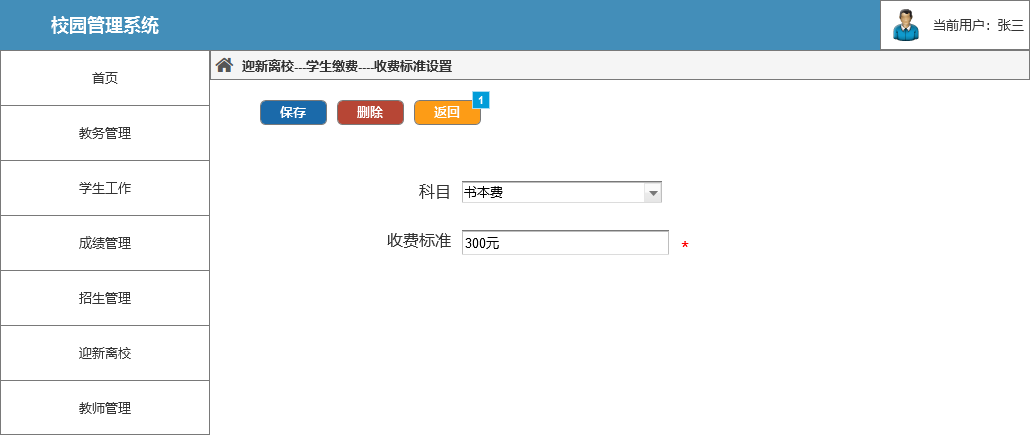 校园管理系统
当前用户：张三
首页
教务管理
学生工作
成绩管理
招生管理
迎新离校
教师管理
迎新离校---学生缴费----收费标准设置
保存
删除
返回
1
科目
书本费
收费标准
300元
*